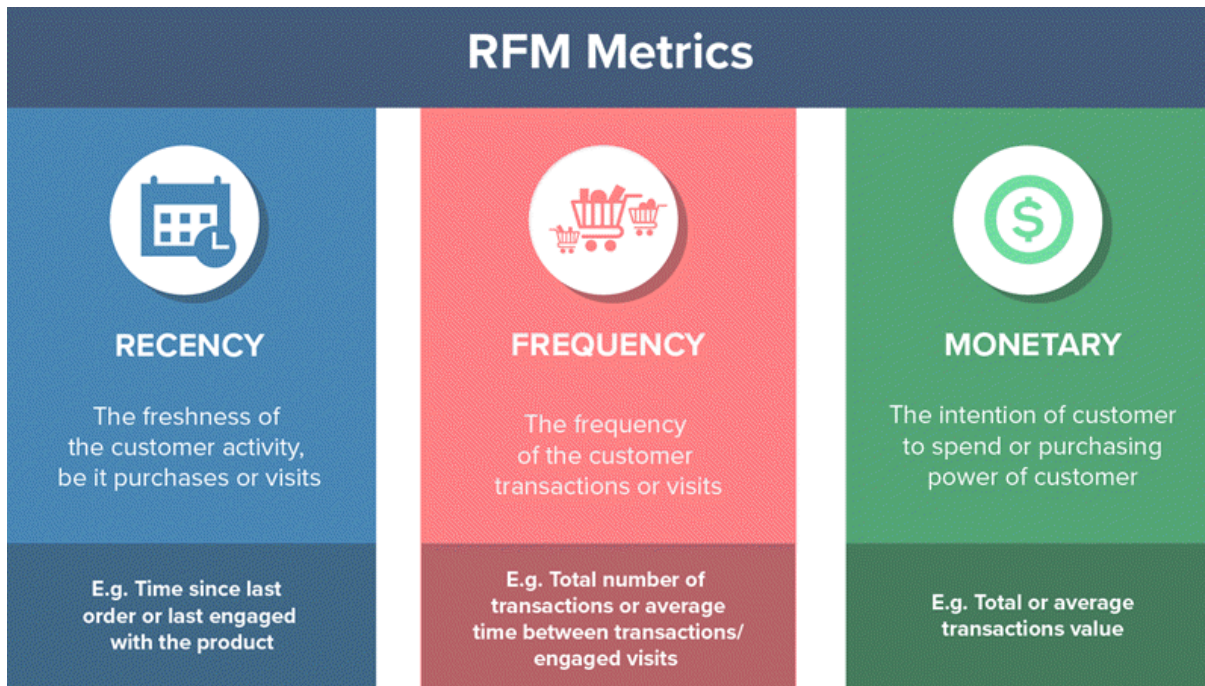 RFM Metrics
RECENCY
The freshness of
the customer activity,
be it purchases or visits
E.g. Time since last
order or last engaged
with the product
FREQUENCY
The frequency
of the customer
transactions or visits
E.g. Total number of
transactions or average
time between transactions/
engaged visits
MONETARY
The intention of customer
to spend or purchasing
power of customer
E.g. Total or average
transactions value